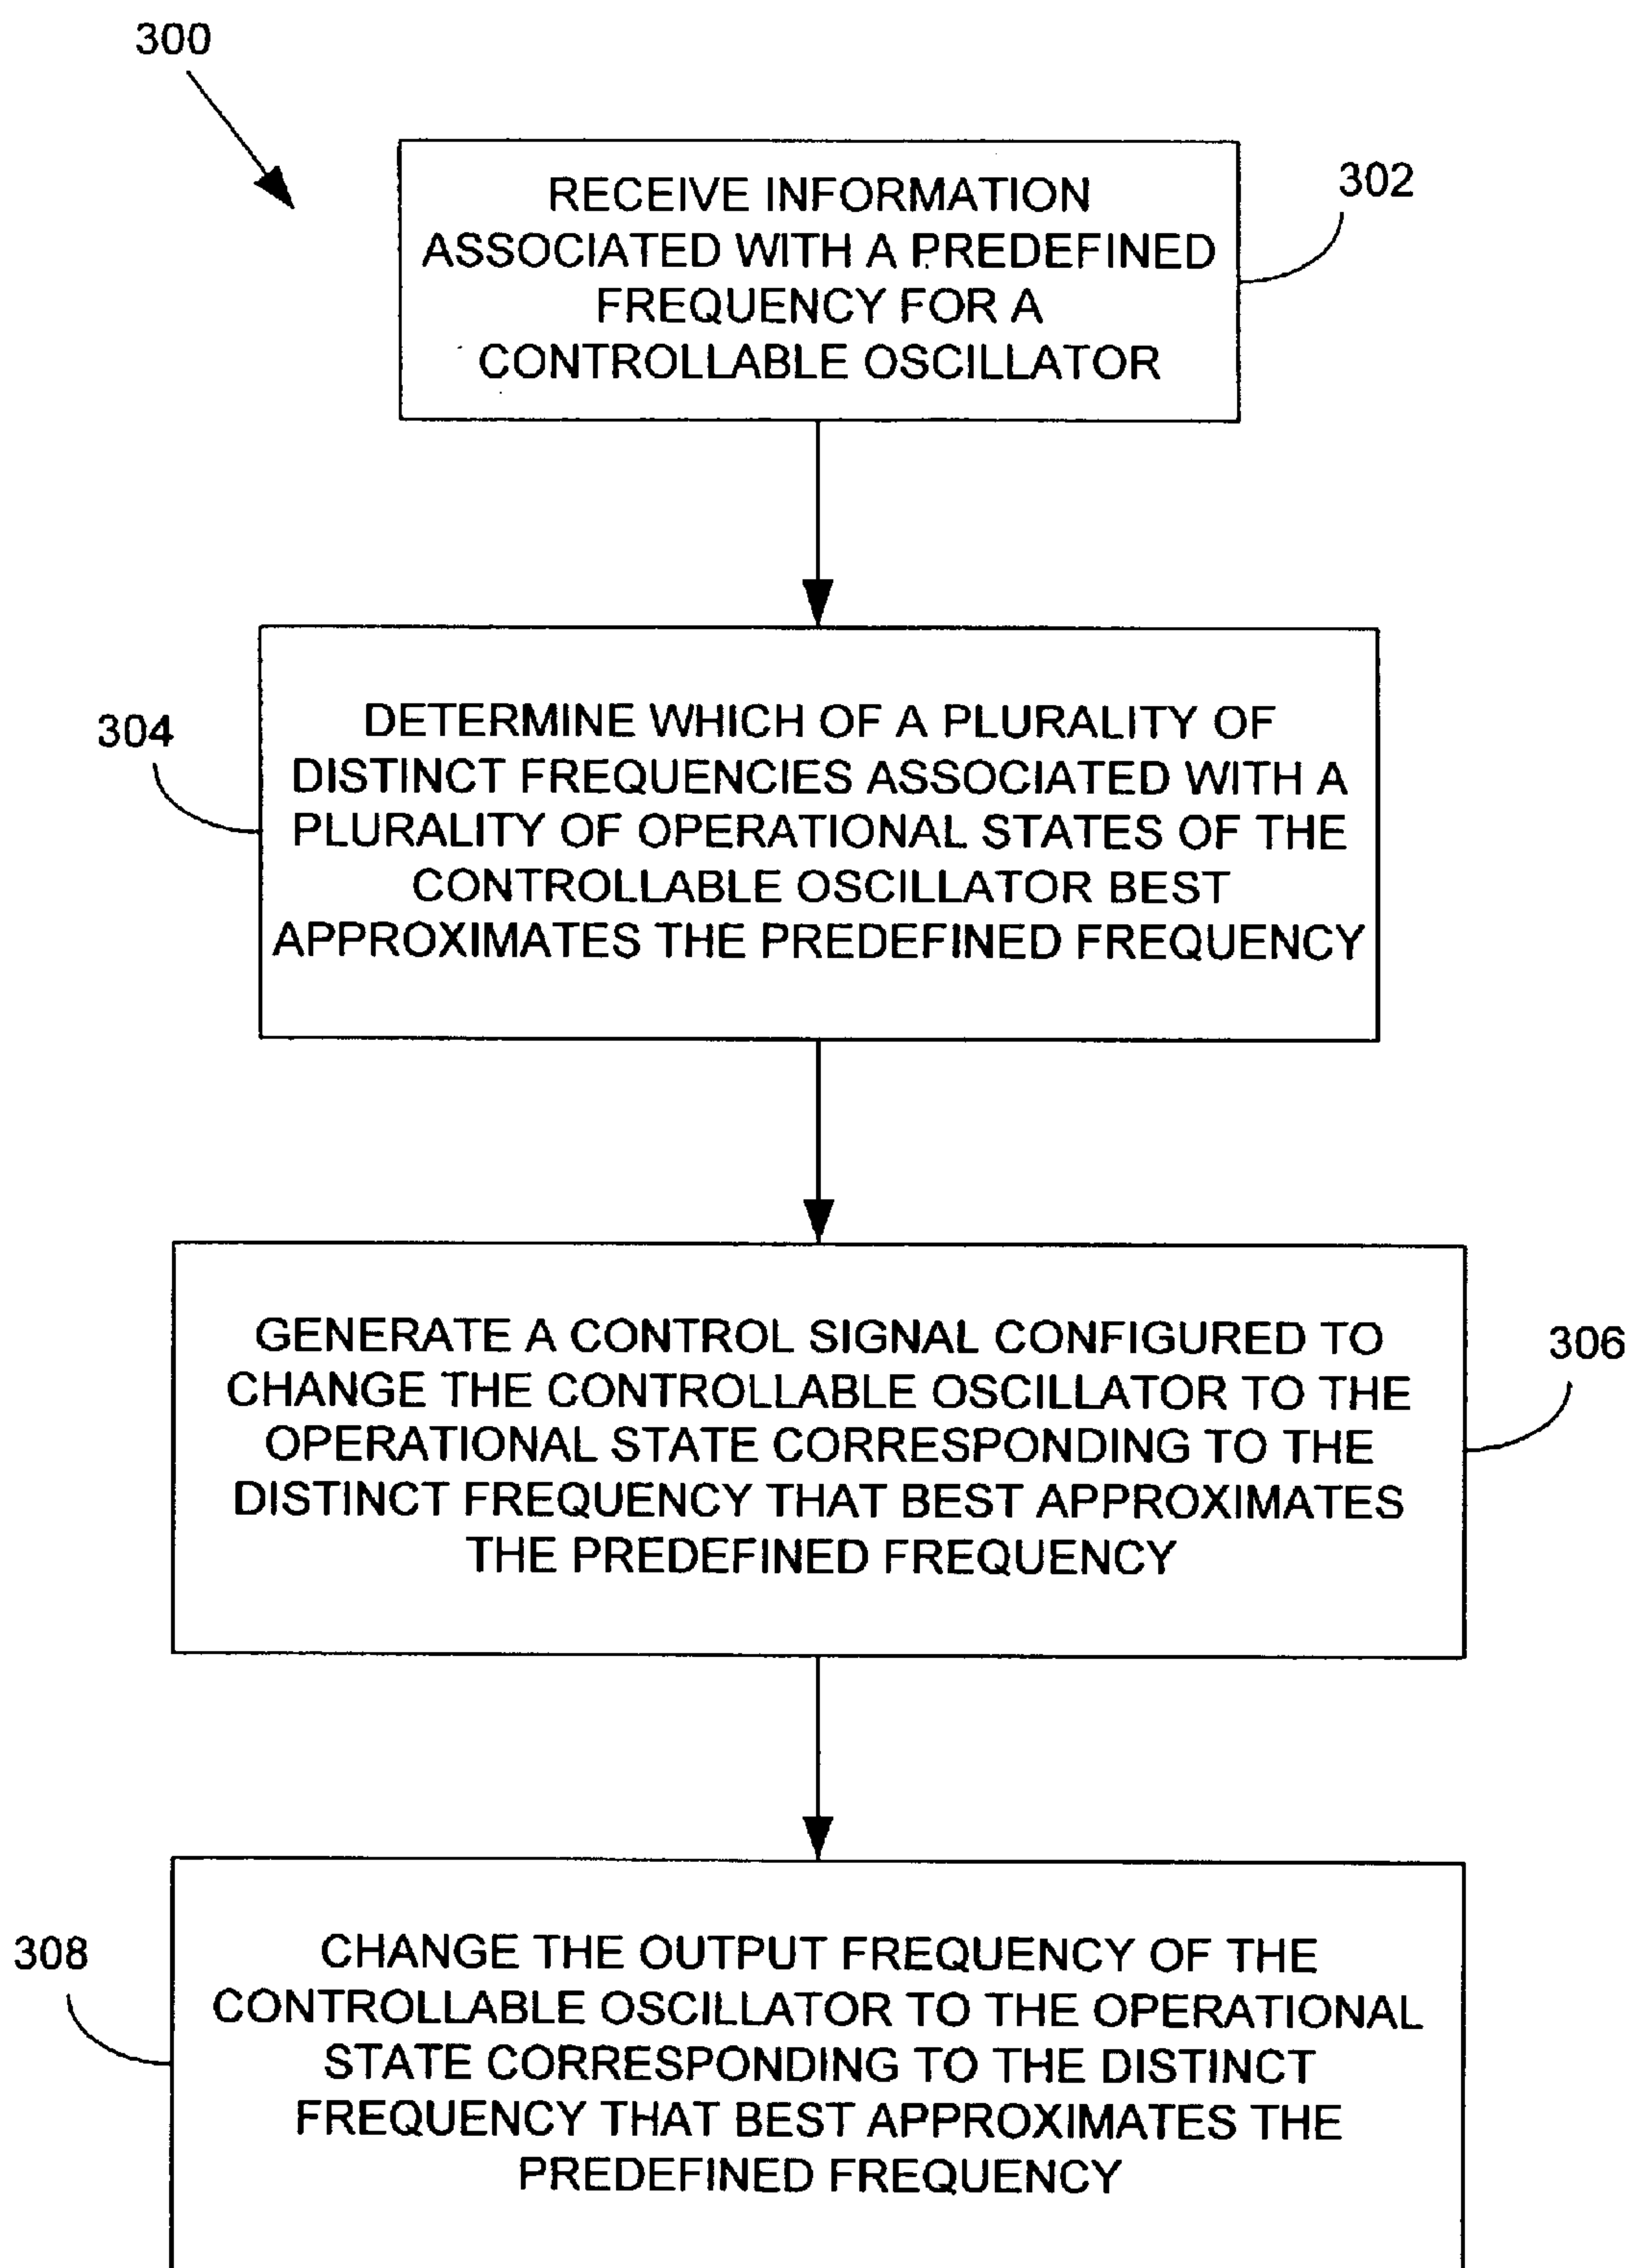 300
RECEIVE INFORMATION
ASSOCIATED WITH A PREDEFINED
FREQUENCY FOR A
CONTROLLABLE OSCILLATOR
302
304
DETERMINE WHICH OF A PLURALITY OF
DISTINCT FREQUENCIES ASSOCIATED WITH A
PLURALITY OF OPERATIONAL STATES OF THE
CONTROLLABLE OSCILLATOR BEST
APPROXIMATES THE PREDEFINED FREQUENCY
GENERATE A CONTROL SIGNAL CONFIGURED TO
CHANGE THE CONTROLLABLE OSCILLATOR TO THE
OPERATIONAL STATE CORRESPONDING TO THE
DISTINCT FREQUENCY THAT BEST APPROXIMATES
THE PREDEFINED FREQUENCY
306
308
CHANGE THE OUTPUT FREQUENCY OF THE
CONTROLLABLE OSCILLATOR TO THE OPERATIONAL
STATE CORRESPONDING TO THE DISTINCT
FREQUENCY THAT BEST APPROXIMATES THE
PREDEFINED FREQUENCY